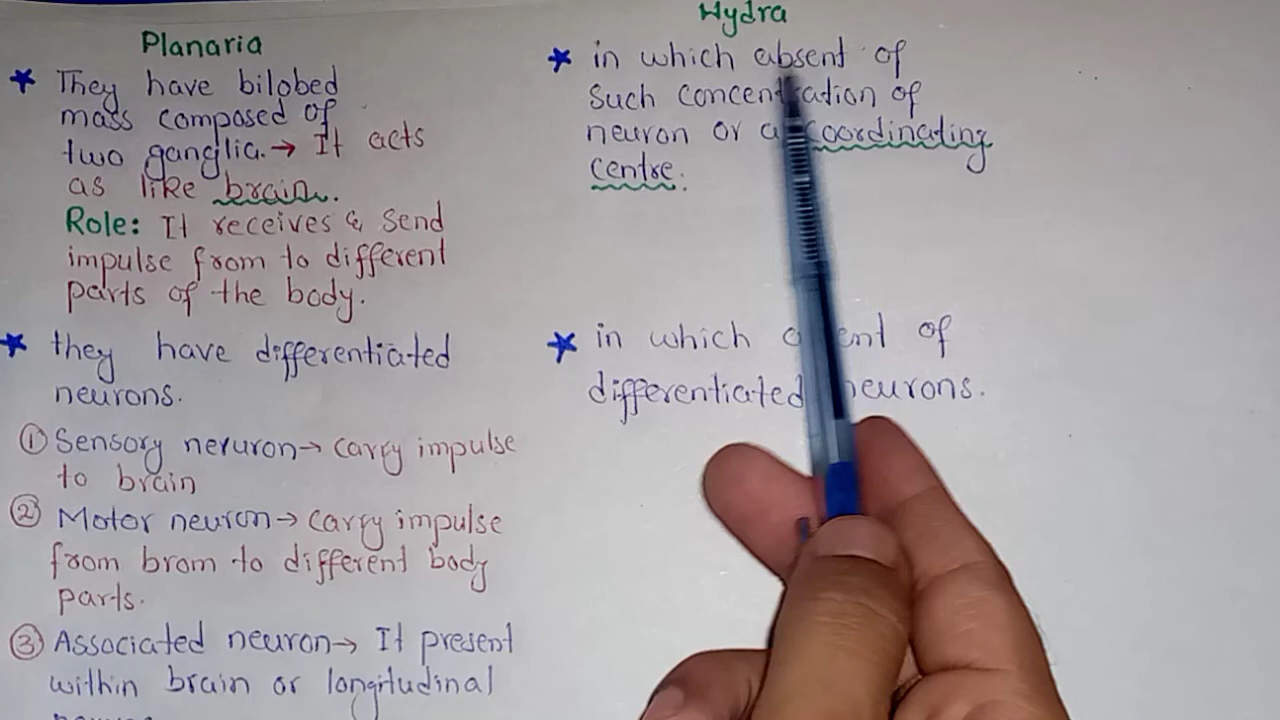 Planaria
★ They have bilobed
mass composed of
two ganglia.→ It acts
as like brain.
Role: It receives & send
impulse from to different
parts of the body.
★ they have differentiated
neurons.
① Sensory neruron→ carry impulse
to brain
② Motor neuron→ carry impulse
from brom to different body
parts.
③ Associated neuron→ It present
within brain or longitudinal
Hydra
★ in which absent of
Such concentration of
neuron or a coordinating
centre.
★ in which of
differentiated neurons.